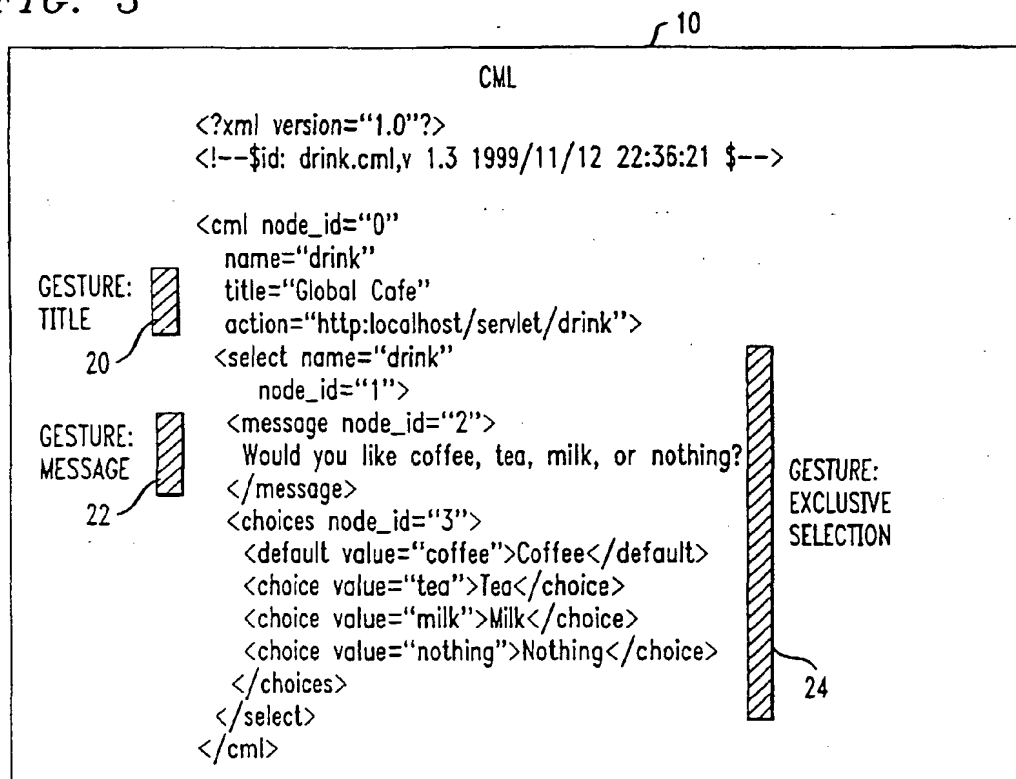 FIG. 3
10
CML
<?xml version="1.0"?>
<!--$id: drink.cml,v 1.3 1999/11/12 22:36:21 $-->
<cml node_id="0"
name="drink"
GESTURE:
TITLE
20
title="Global Cafe"
action="http:localhost/servlet/drink">
<select name="drink"
node_id="1">
GESTURE:
MESSAGE
22
<message node_id="2">
Would you like coffee, tea, milk, or nothing?
</message>
<choices node_id="3">
<default value="coffee">Coffee</default>
<choice value="tea">Tea</choice>
<choice value="milk">Milk</choice>
<choice value="nothing">Nothing</choice>
</choices>
</select>
</cml>
GESTURE:
EXCLUSIVE
SELECTION
24